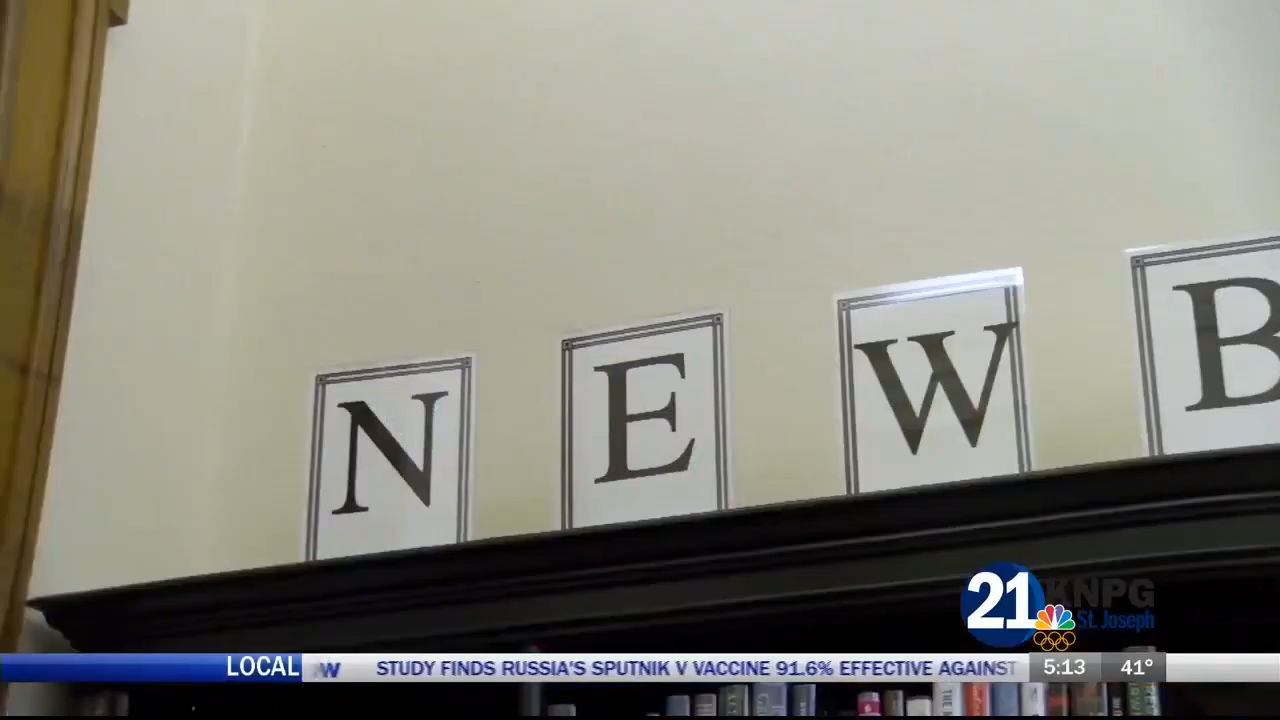 N E W B
21 KNPG
St. Joseph
LOCAL STUDY FINDS RUSSIA'S SPUTNIK V VACCINE 91.6% EFFECTIVE AGAINST 5:13 41°